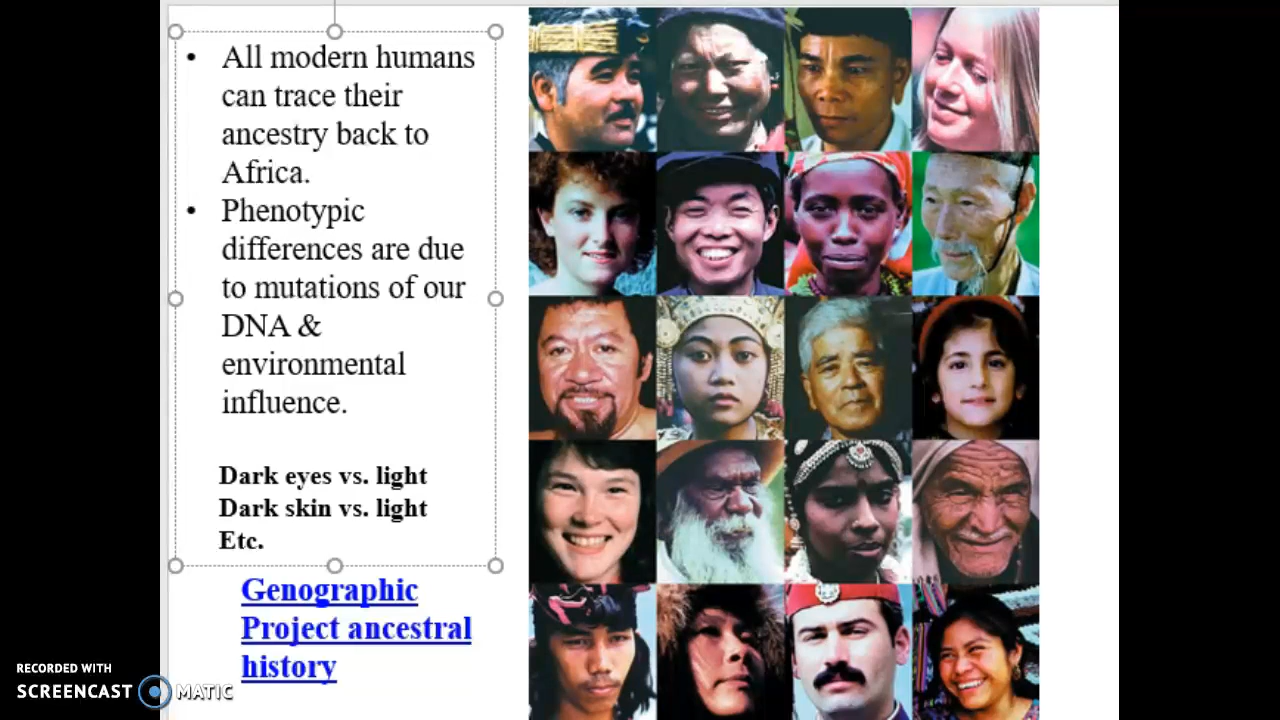 • All modern humans
can trace their
ancestry back to
Africa.
• Phenotypic
differences are due
to mutations of our
DNA &
environmental
influence.
Dark eyes vs. light
Dark skin vs. light
Etc.
Genographic
Project ancestral
history
RECORDED WITH
SCREENCAST MATIC